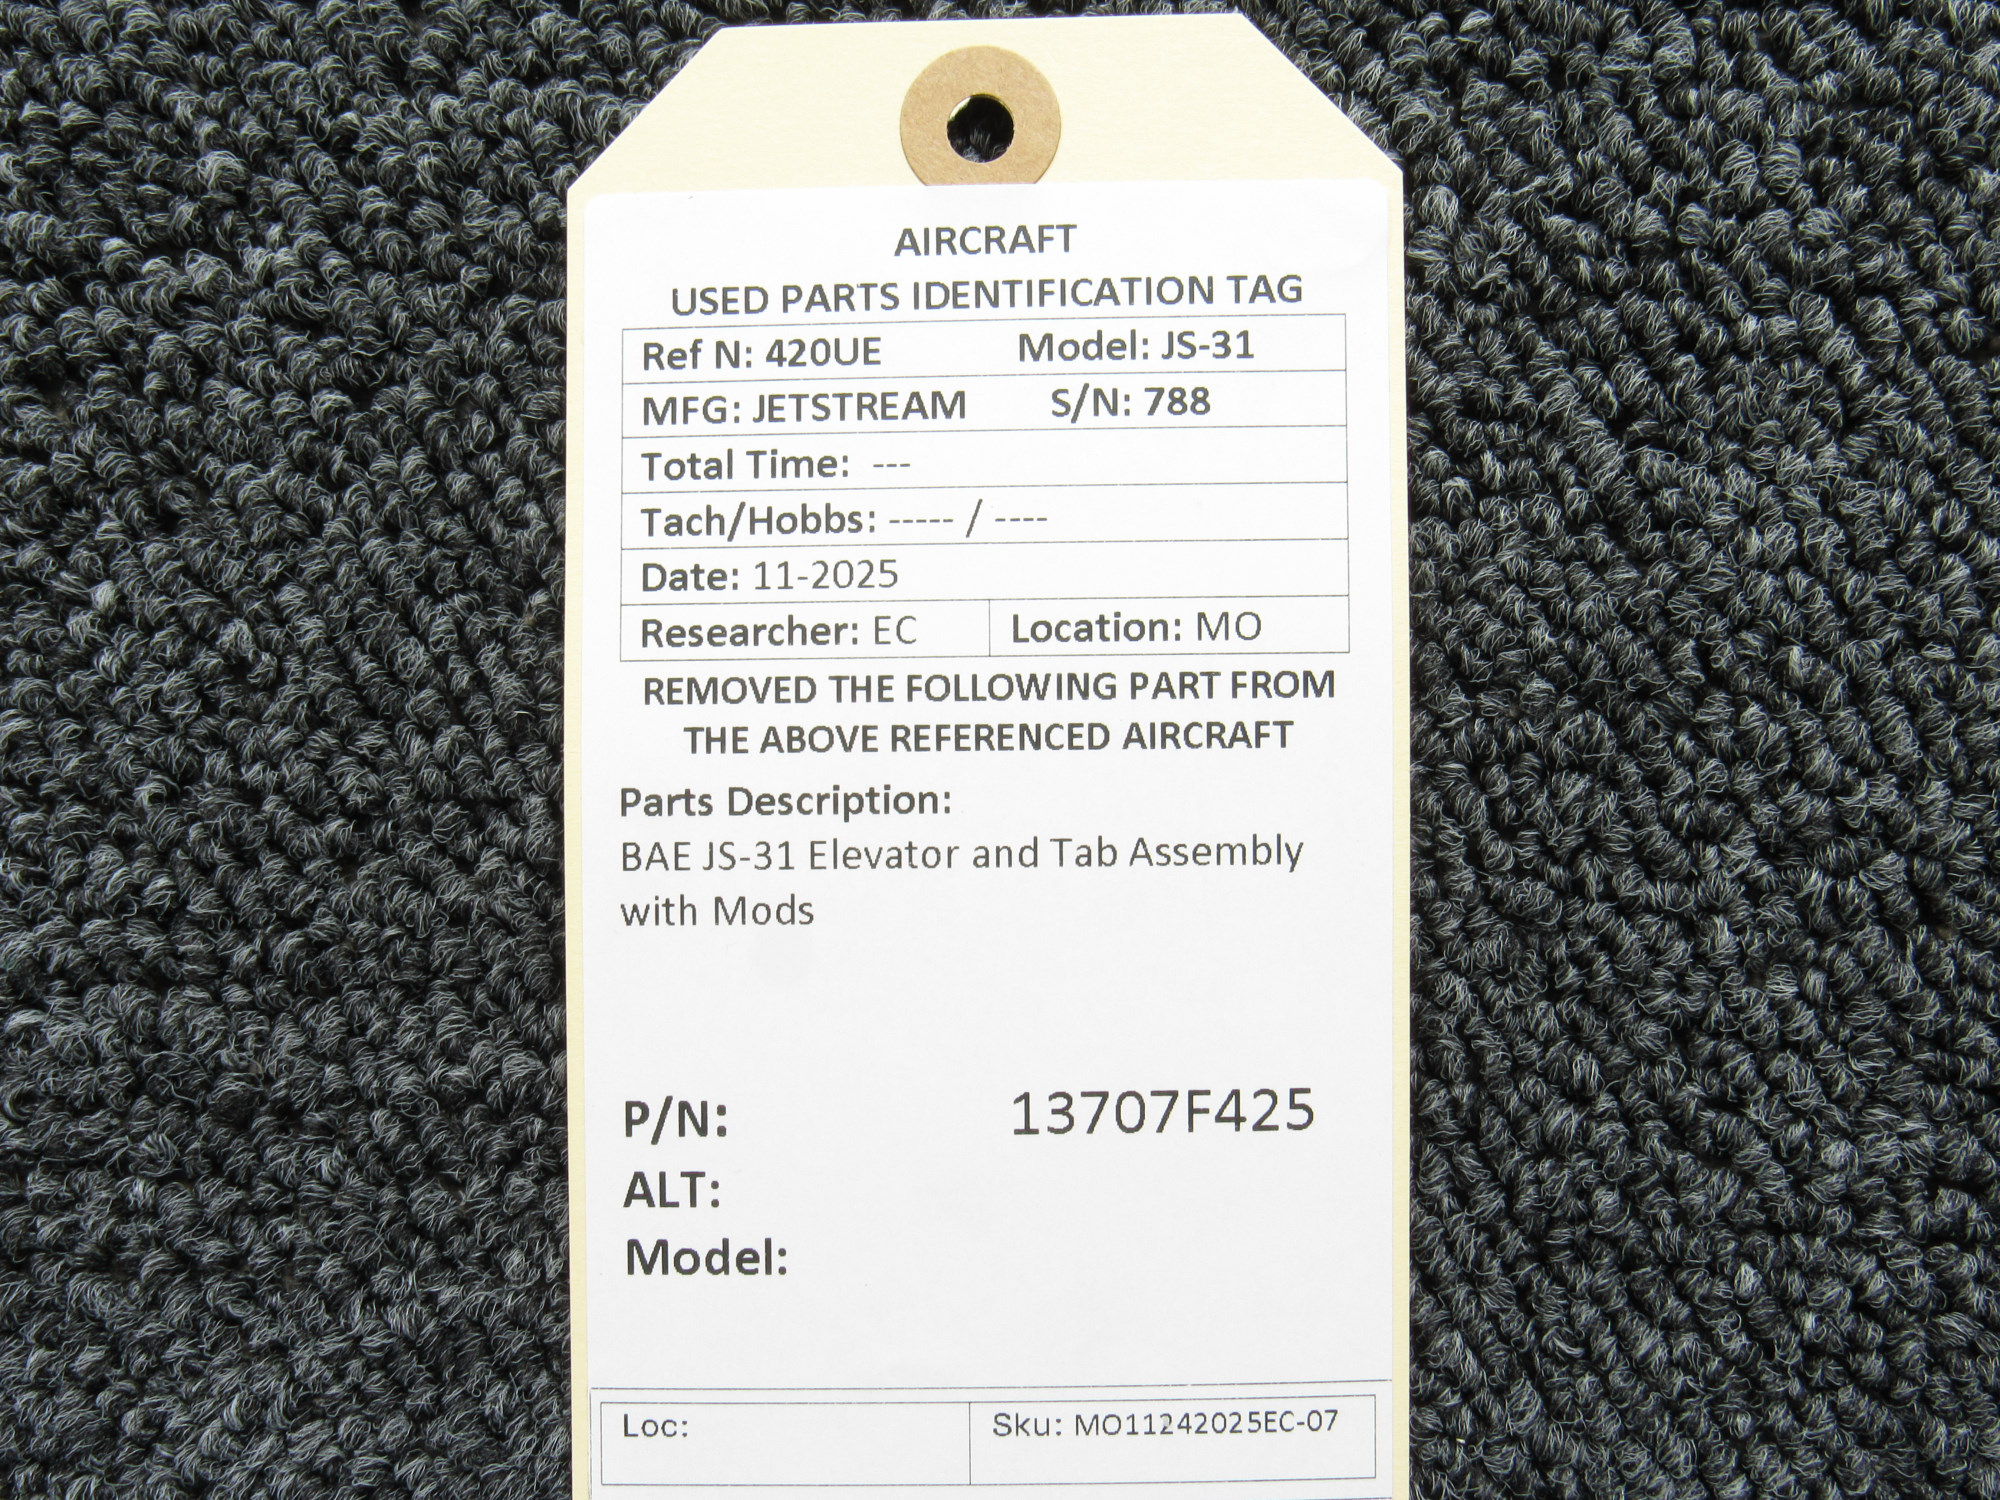 AIRCRAFT
USED PARTS IDENTIFICATION TAG
Ref N: 420UE Model: JS-31
MFG: JETSTREAM S/N: 788
Total Time: ---
Tach/Hobbs: ----- / ----
Date: 11-2025
Researcher: EC Location: MO
REMOVED THE FOLLOWING PART FROM
THE ABOVE REFERENCED AIRCRAFT
Parts Description:
BAE JS-31 Elevator and Tab Assembly
with Mods
P/N: 13707F425
ALT:
Model:
Loc: Sku: MO11242025EC-07